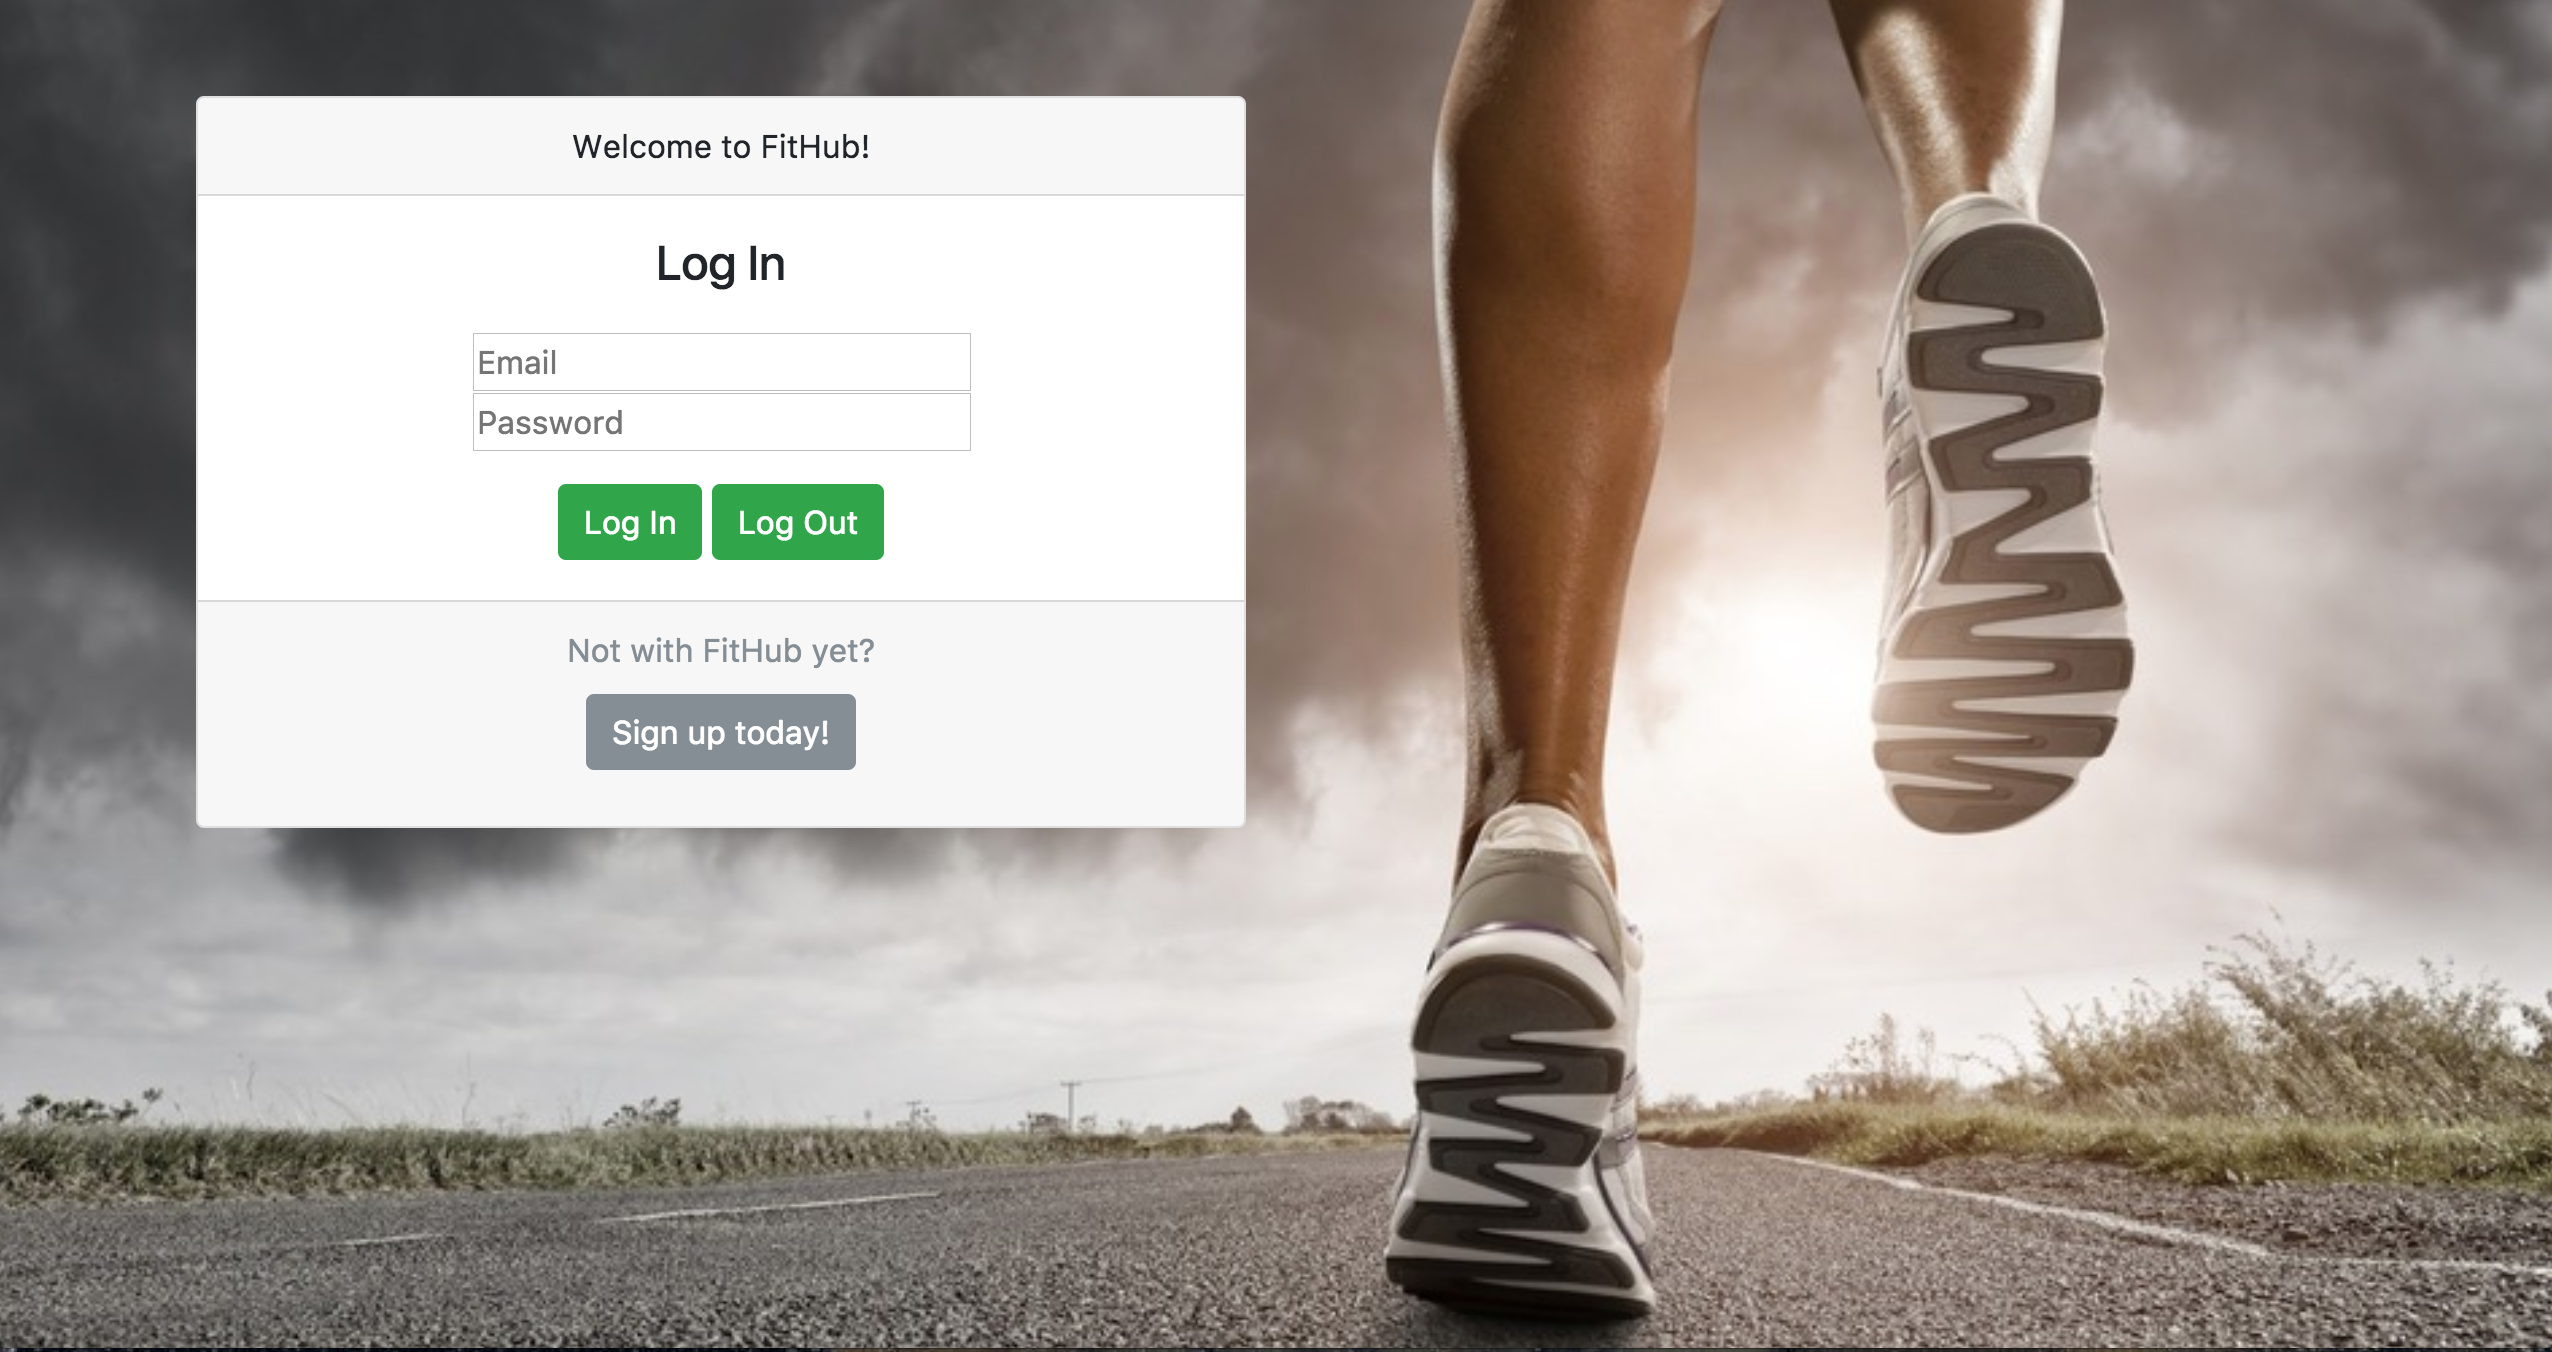 Welcome to FitHub!
Log In
Email
Password
Log In Log Out
Not with FitHub yet?
Sign up today!